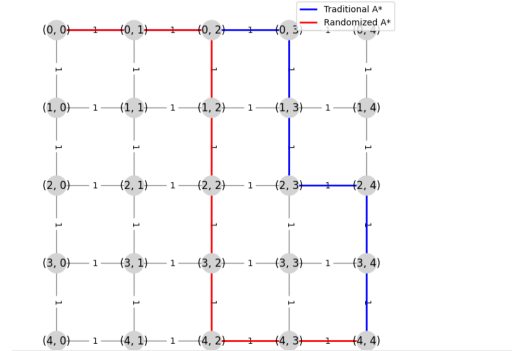 Traditional A*
Randomized A*
(0, 0) 1 (0, 1) 1 (0, 2) 1 (0, 3) 1 (0, 4)
1 1 1 1 1
(1, 0) 1 (1, 1) 1 (1, 2) 1 (1, 3) 1 (1, 4)
1 1 1 1 1
(2, 0) 1 (2, 1) 1 (2, 2) 1 (2, 3) 1 (2, 4)
1 1 1 1 1
(3, 0) 1 (3, 1) 1 (3, 2) 1 (3, 3) 1 (3, 4)
1 1 1 1 1
(4, 0) 1 (4, 1) 1 (4, 2) 1 (4, 3) 1 (4, 4)